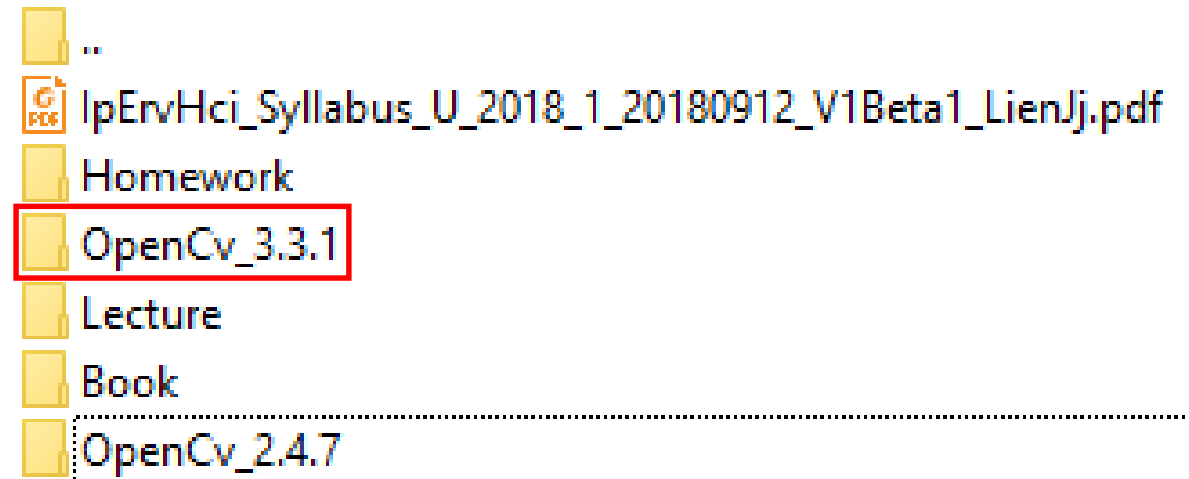 ..
IpErvHci_Syllabus_U_2018_1_20180912_V1Beta1_LienJj.pdf
Homework
OpenCv_3.3.1
Lecture
Book
OpenCv_2.4.7